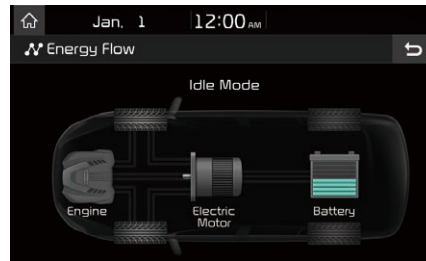 Jan. 1 12:00 AM
Energy Flow
Idle Mode
Engine
Electric
Motor
Battery